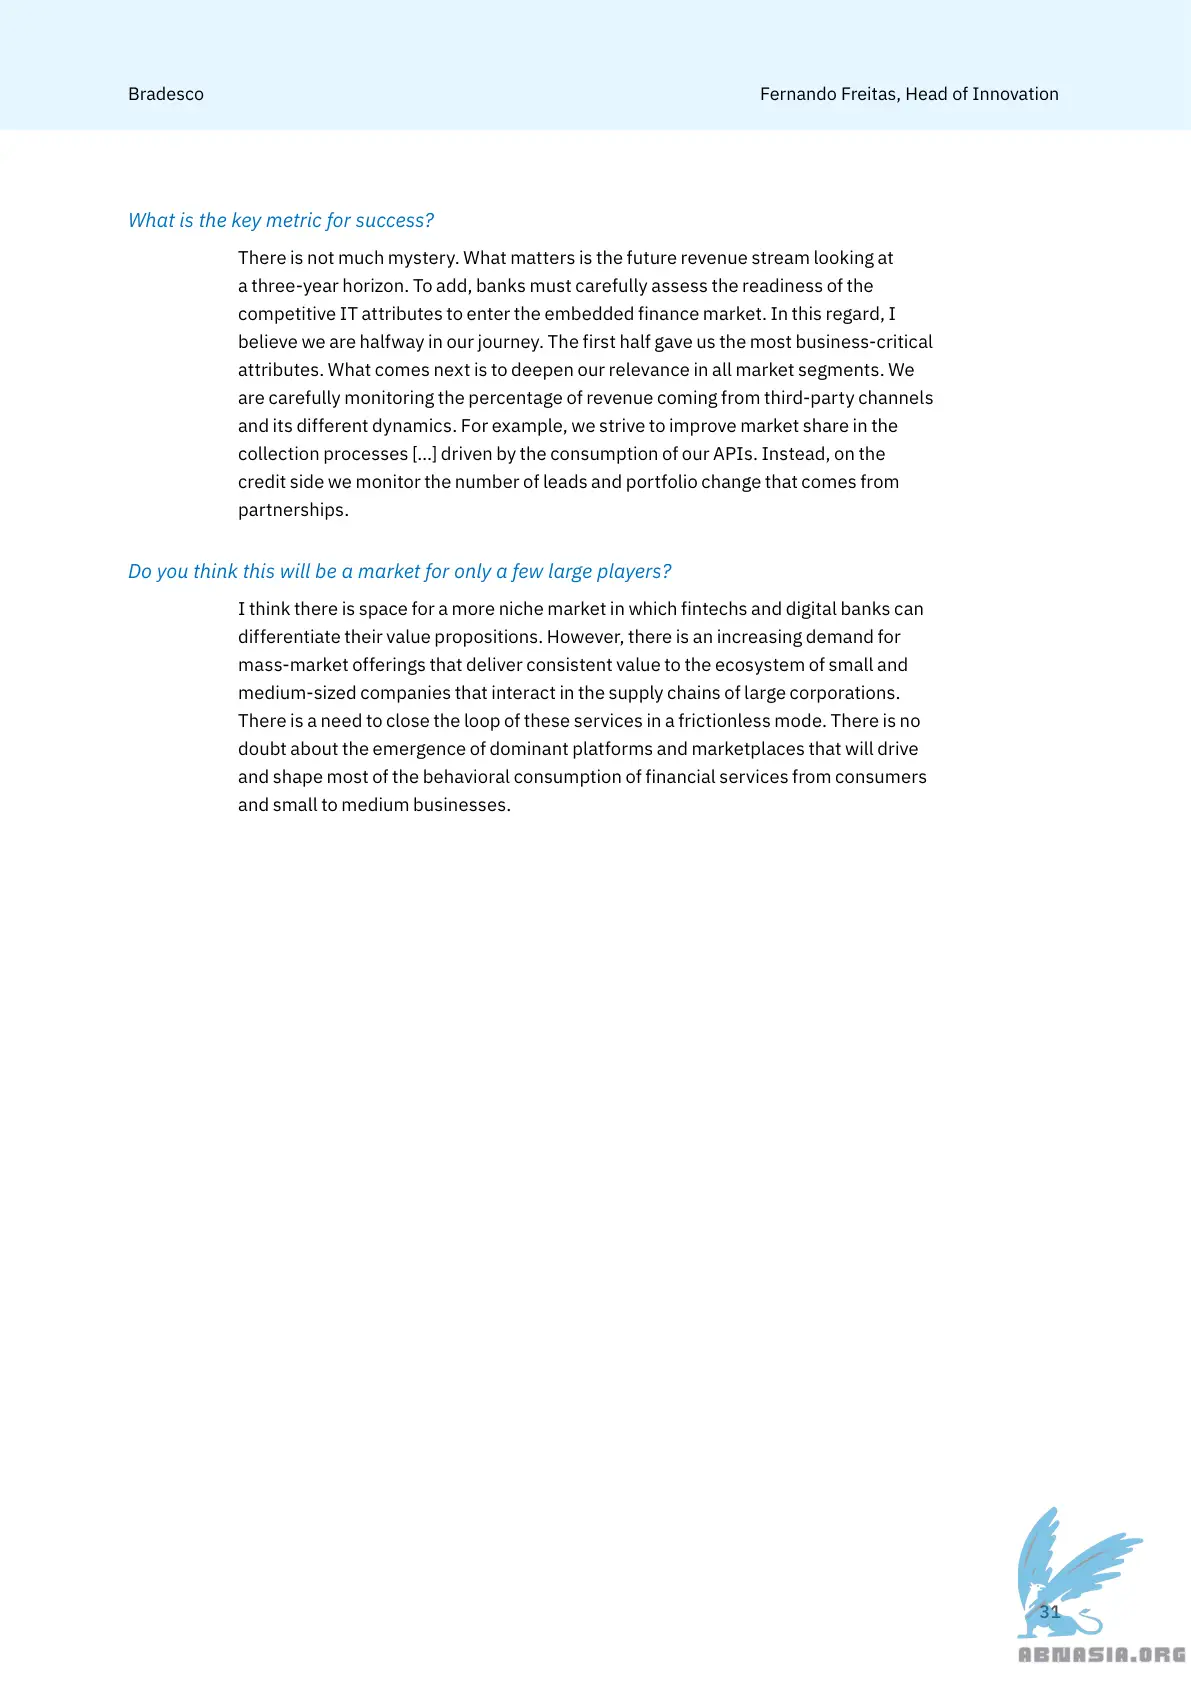 Bradesco
Fernando Freitas, Head of Innovation
What is the key metric for success?
There is not much mystery. What matters is the future revenue stream looking at
a three-year horizon. To add, banks must carefully assess the readiness of the
competitive IT attributes to enter the embedded finance market. In this regard, I
believe we are halfway in our journey. The first half gave us the most business-critical
attributes. What comes next is to deepen our relevance in all market segments. We
are carefully monitoring the percentage of revenue coming from third-party channels
and its different dynamics. For example, we strive to improve market share in the
collection processes [...] driven by the consumption of our APIs. Instead, on the
credit side we monitor the number of leads and portfolio change that comes from
partnerships.
Do you think this will be a market for only a few large players?
I think there is space for a more niche market in which fintechs and digital banks can
differentiate their value propositions. However, there is an increasing demand for
mass-market offerings that deliver consistent value to the ecosystem of small and
medium-sized companies that interact in the supply chains of large corporations.
There is a need to close the loop of these services in a frictionless mode. There is no
doubt about the emergence of dominant platforms and marketplaces that will drive
and shape most of the behavioral consumption of financial services from consumers
and small to medium businesses.
31
ABNASIA.ORG